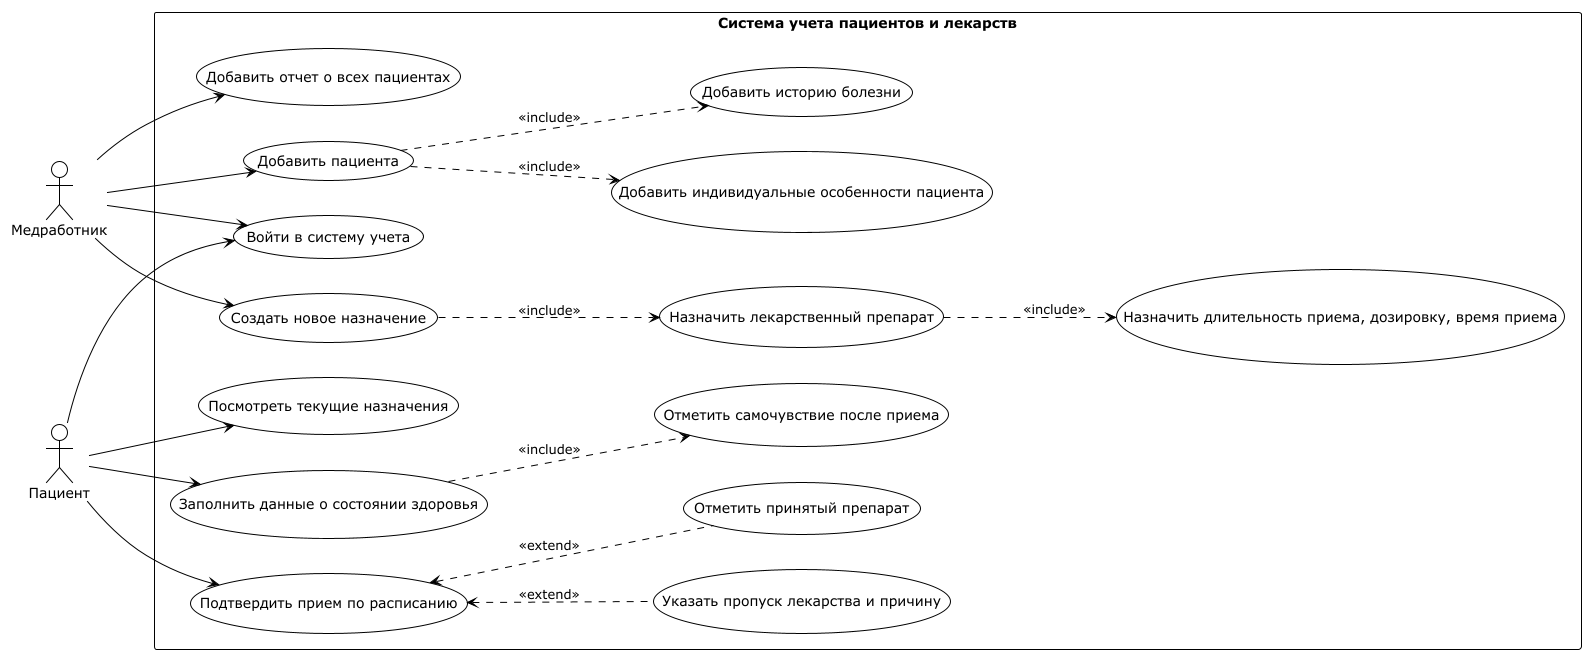 Система учета пациентов и лекарств
Добавить отчет о всех пациентах
Добавить историю болезни
«include»
Добавить пациента
«include»
Добавить индивидуальные особенности пациента
Медработник
Войти в систему учета
Создать новое назначение
«include»
Назначить лекарственный препарат
«include»
Назначить длительность приема, дозировку, время приема
Посмотреть текущие назначения
Отметить самочувствие после приема
«include»
Пациент
Заполнить данные о состоянии здоровья
Отметить принятый препарат
«extend»
Подтвердить прием по расписанию
«extend»
Указать пропуск лекарства и причину